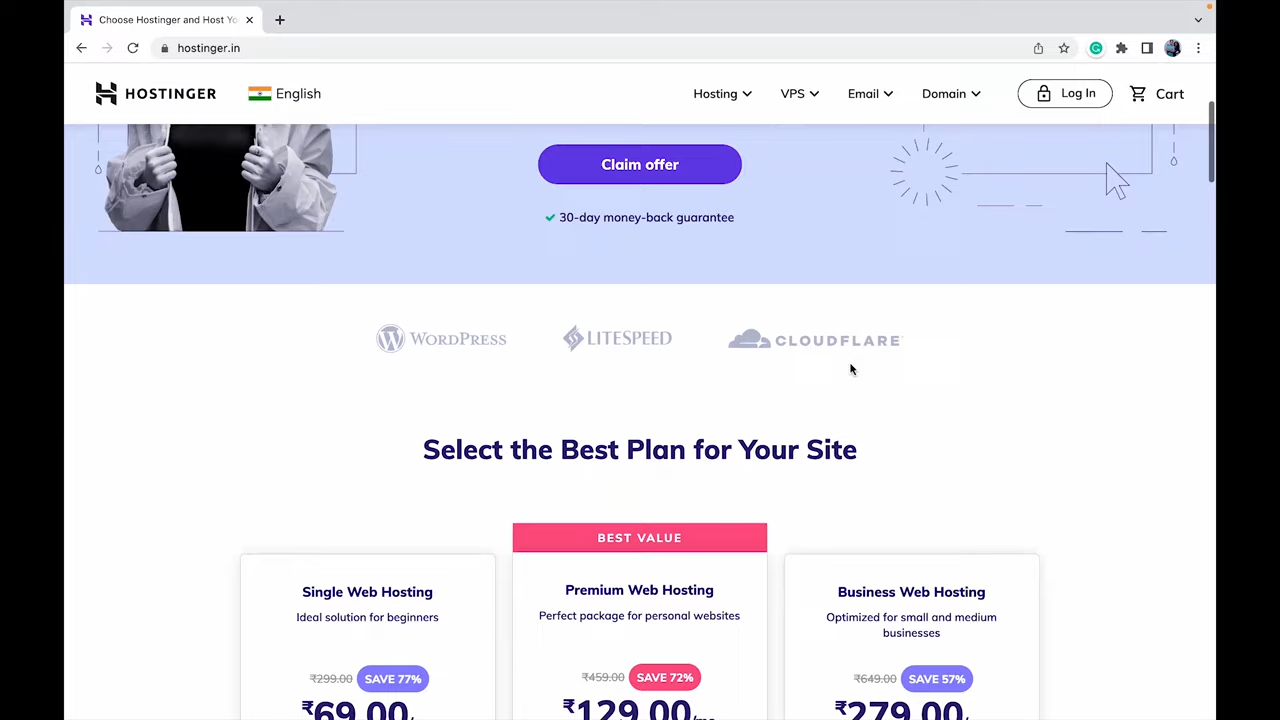 Choose Hostinger and Host Yo
hostinger.in
HOSTINGER
English
Hosting
VPS
Email
Domain
Log In
Cart
Claim offer
30-day money-back guarantee
WORDPRESS
LITESPEED
CLOUDFLARE
Select the Best Plan for Your Site
BEST VALUE
Single Web Hosting
Ideal solution for beginners
₹299.00 SAVE 77%
₹69.00/
Premium Web Hosting
Perfect package for personal websites
₹459.00 SAVE 72%
₹129.00/mo
Business Web Hosting
Optimized for small and medium
businesses
₹649.00 SAVE 57%
₹279.00/